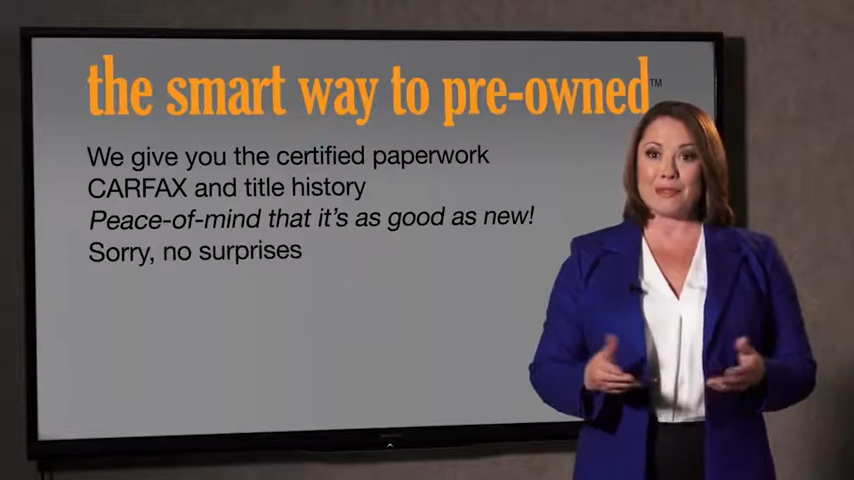 the smart way to pre-owned™
We give you the certified paperwork
CARFAX and title history
Peace-of-mind that it's as good as new!
Sorry, no surprises